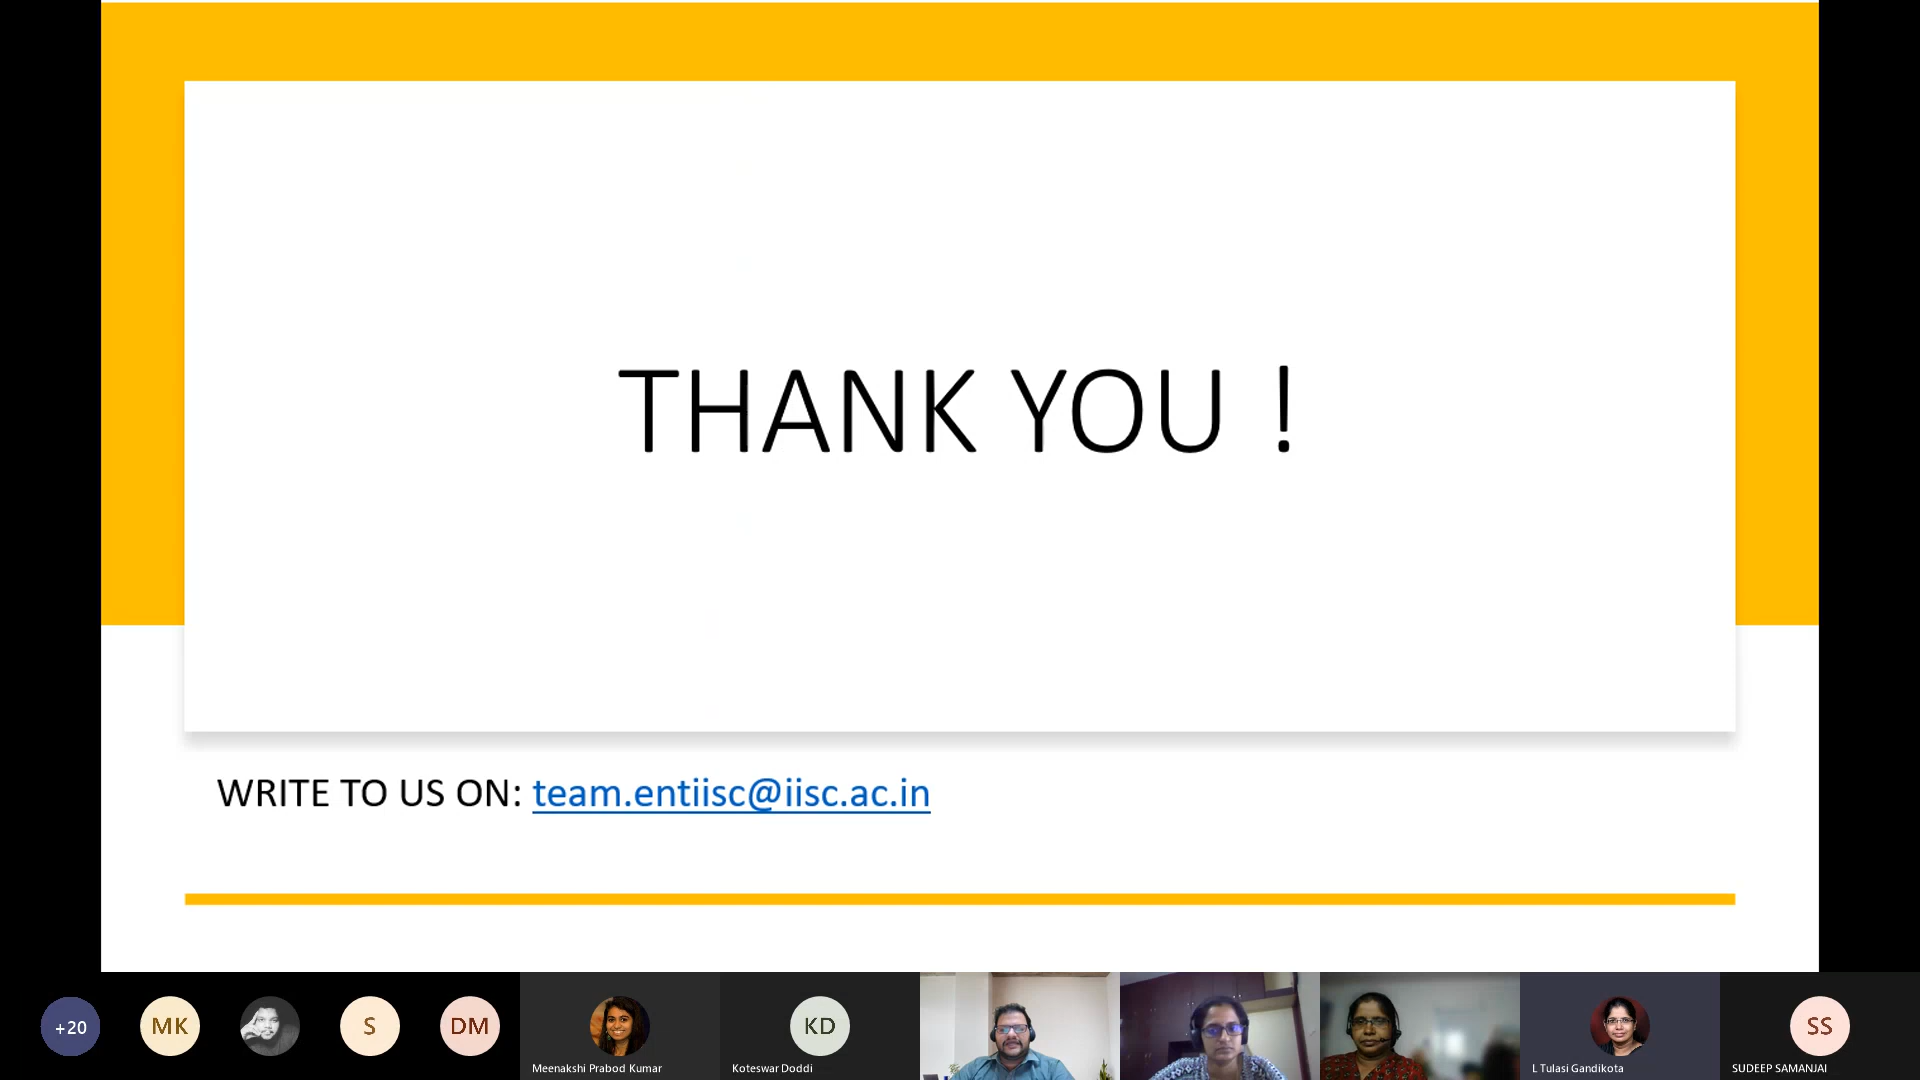 THANK YOU !
WRITE TO US ON: team.entiisc@iisc.ac.in
+20
MK
S
DM
Meenakshi Prabod Kumar
KD
Koteswar Doddi
L Tulasi Gandikota
SS
SUDEEP SAMANJAI